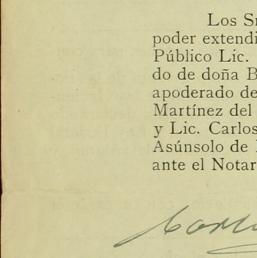 Los S
poder extendi
Público Lic.
do de doña B
apoderado de
Martínez del
y Lic. Carlos
Asúnsolo de
ante el Notar
Carlo